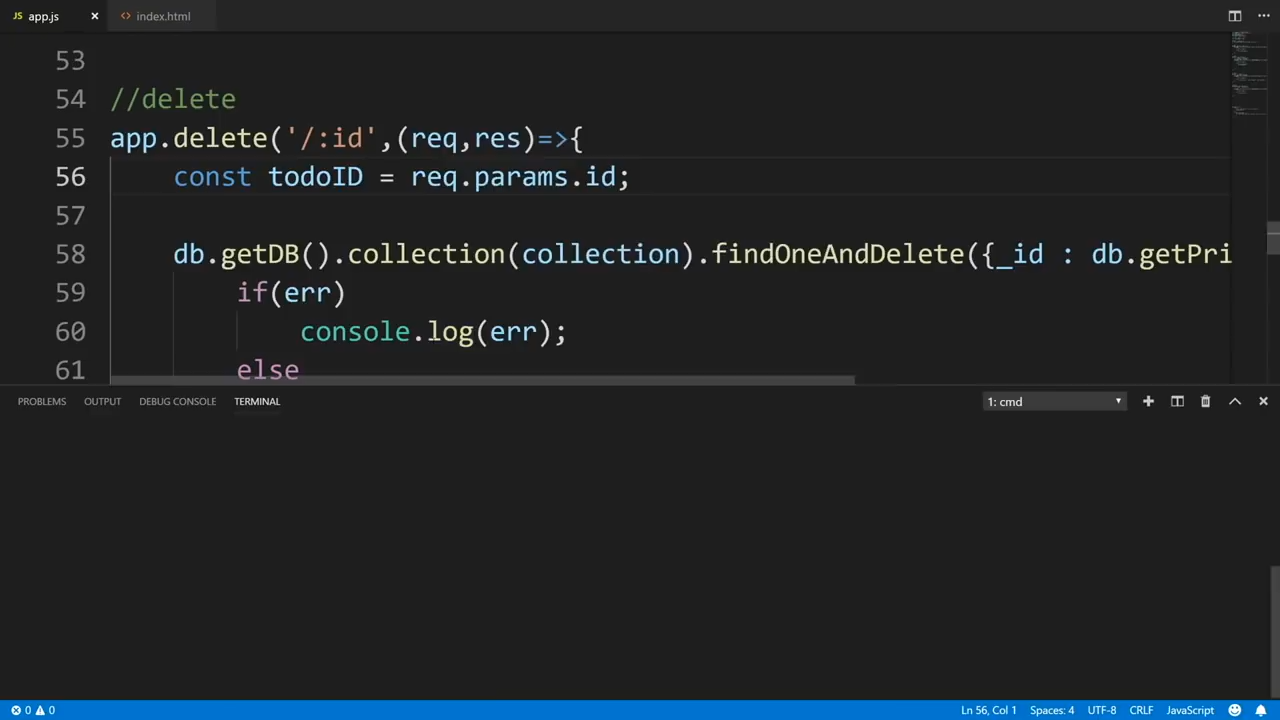 JS app.js × <> index.html
53
54 //delete
55 app.delete('/:id',(req,res)=>{
56 const todoID = req.params.id;
57
58 db.getDB().collection(collection).findOneAndDelete({_id : db.getPri
59 if(err)
60 console.log(err);
61 else
PROBLEMS OUTPUT DEBUG CONSOLE TERMINAL 1: cmd
0 0 Ln 56, Col 1 Spaces: 4 UTF-8 CRLF JavaScript